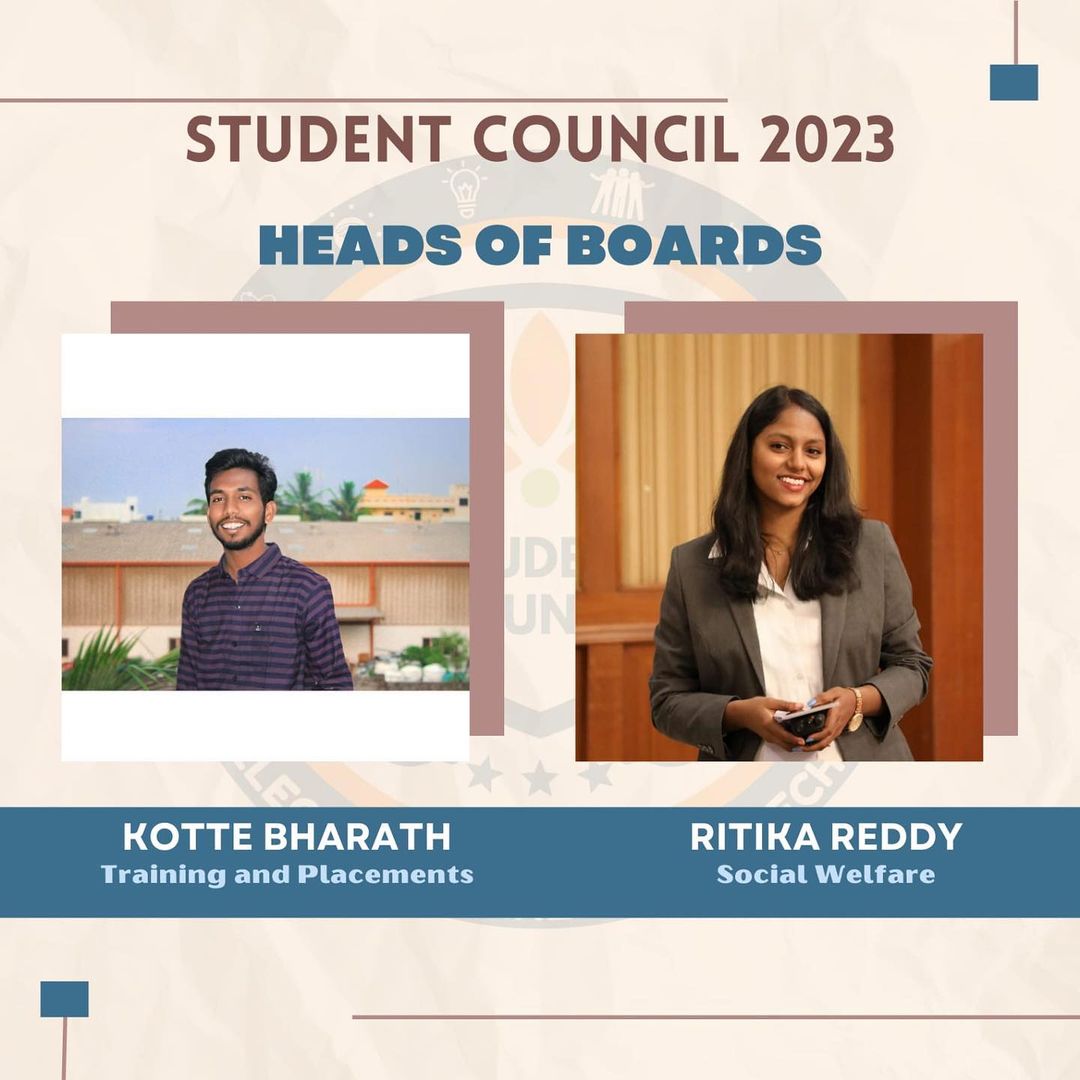 STUDENT COUNCIL 2023
HEADS OF BOARDS
KOTTE BHARATH
Training and Placements
RITIKA REDDY
Social Welfare